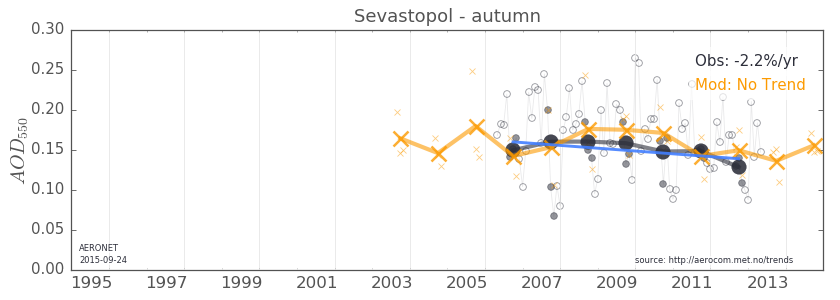 Sevastopol - autumn
0.30
0.25
0.20
0.15
0.10
0.05
0.00
AOD550
Obs: -2.2%/yr
Mod: No Trend
AERONET
2015-09-24
source: http://aerocom.met.no/trends
1995 1997 1999 2001 2003 2005 2007 2009 2011 2013